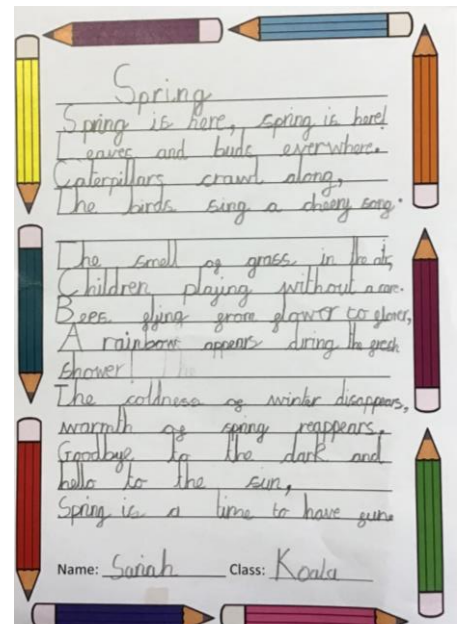 Spring
Spring is here, spring is here!
Leaves and buds everwhere.
Caterpillars crawl along,
The birds sing a cheery song.
The smell of grass in the air,
Children playing without a care.
Bees flying from flower to flower,
A rainbow appears during the fresh
shower!
The coldness of winter disappears,
warmth of spring reappears,
Goodbye to the dark and
hello to the sun,
Spring is a time to have fun.
Name: Sariah Class: Koala